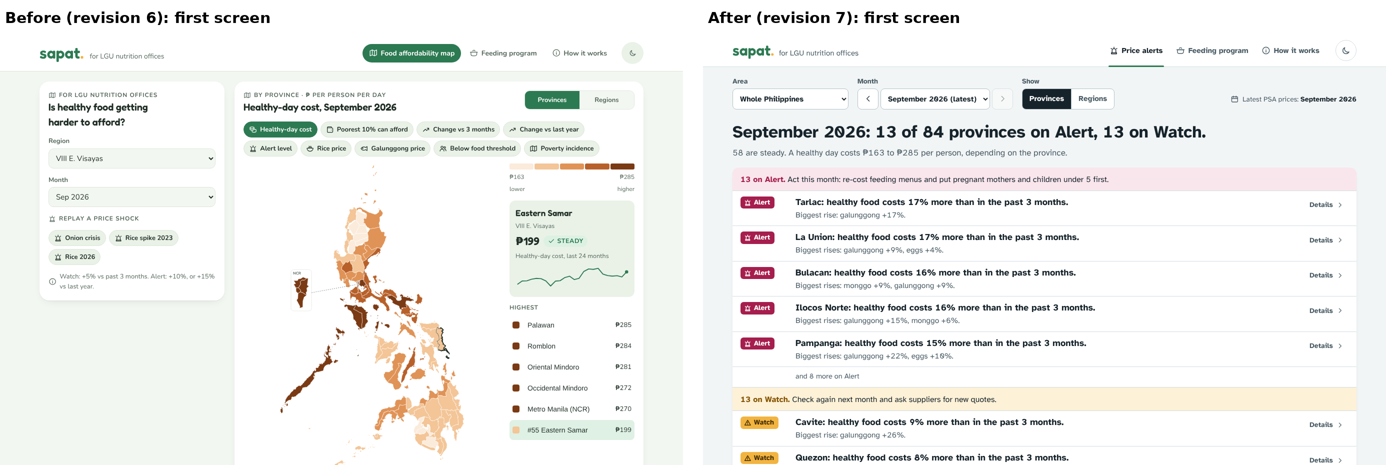 Before (revision 6): first screen
sapat. for LGU nutrition offices
Food affordability map
Feeding program
How it works
FOR LGU NUTRITION OFFICES
Is healthy food getting
harder to afford?
Region
VIII E. Visayas
Month
Sep 2026
REPLAY A PRICE SHOCK
Onion crisis
Rice spike 2023
Rice 2026
Watch: +5% vs past 3 months. Alert: +10%, or +15%
vs last year.
BY PROVINCE · ₱ PER PERSON PER DAY
Healthy-day cost, September 2026
Provinces
Regions
Healthy-day cost
Poorest 10% can afford
Change vs 3 months
Change vs last year
Alert level
Rice price
Galunggong price
Below food threshold
Poverty incidence
NCR
₱163 ₱285
lower higher
Eastern Samar
VIII E. Visayas
₱199 STEADY
Healthy-day cost, last 24 months
HIGHEST
Palawan ₱285
Romblon ₱284
Oriental Mindoro ₱281
Occidental Mindoro ₱272
Metro Manila (NCR) ₱270
#55 Eastern Samar ₱199
After (revision 7): first screen
sapat. for LGU nutrition offices
Price alerts
Feeding program
How it works
Area
Whole Philippines
Month
September 2026 (latest)
Show
Provinces
Regions
Latest PSA prices: September 2026
September 2026: 13 of 84 provinces on Alert, 13 on Watch.
58 are steady. A healthy day costs ₱163 to ₱285 per person, depending on the province.
13 on Alert. Act this month: re-cost feeding menus and put pregnant mothers and children under 5 first.
Alert Tarlac: healthy food costs 17% more than in the past 3 months. Details
Biggest rise: galunggong +17%.
Alert La Union: healthy food costs 17% more than in the past 3 months. Details
Biggest rises: galunggong +9%, eggs +4%.
Alert Bulacan: healthy food costs 16% more than in the past 3 months. Details
Biggest rises: monggo +9%, galunggong +9%.
Alert Ilocos Norte: healthy food costs 16% more than in the past 3 months. Details
Biggest rises: galunggong +15%, monggo +6%.
Alert Pampanga: healthy food costs 15% more than in the past 3 months. Details
Biggest rises: galunggong +22%, eggs +10%.
and 8 more on Alert
13 on Watch. Check again next month and ask suppliers for new quotes.
Watch Cavite: healthy food costs 9% more than in the past 3 months. Details
Biggest rise: galunggong +26%.
Watch Quezon: healthy food costs 8% more than in the past 3 months. Details